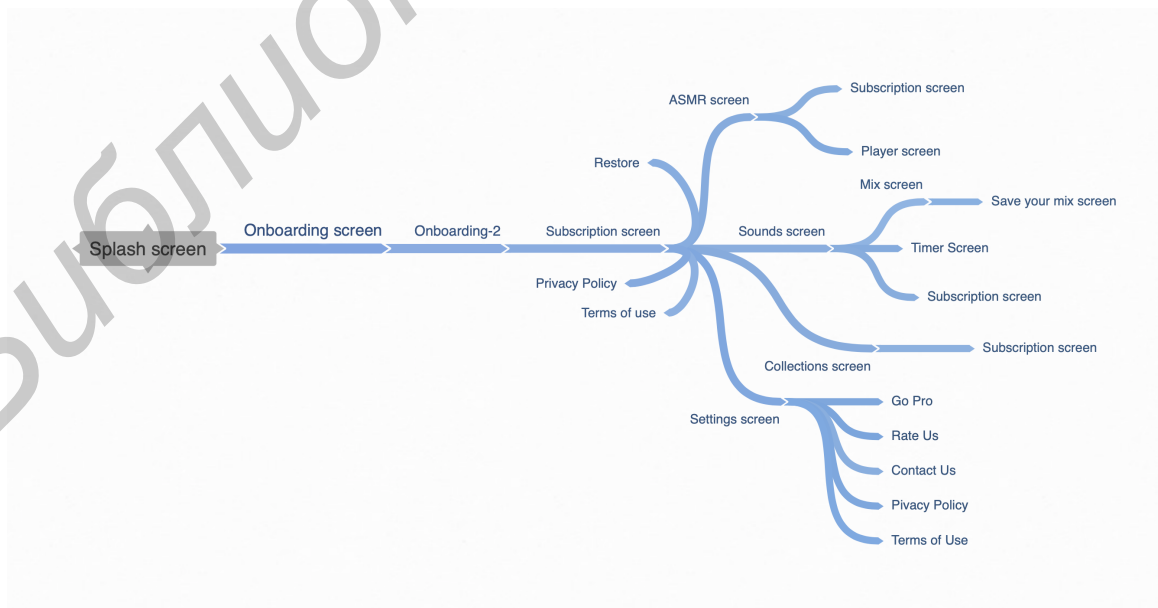 Subscription screen
ASMR screen
Player screen
Restore
Mix screen
Save your mix screen
Splash screen
Onboarding screen
Onboarding-2
Subscription screen
Sounds screen
Timer Screen
Privacy Policy
Subscription screen
Terms of use
Subscription screen
Collections screen
Go Pro
Settings screen
Rate Us
Contact Us
Pivacy Policy
Terms of Use